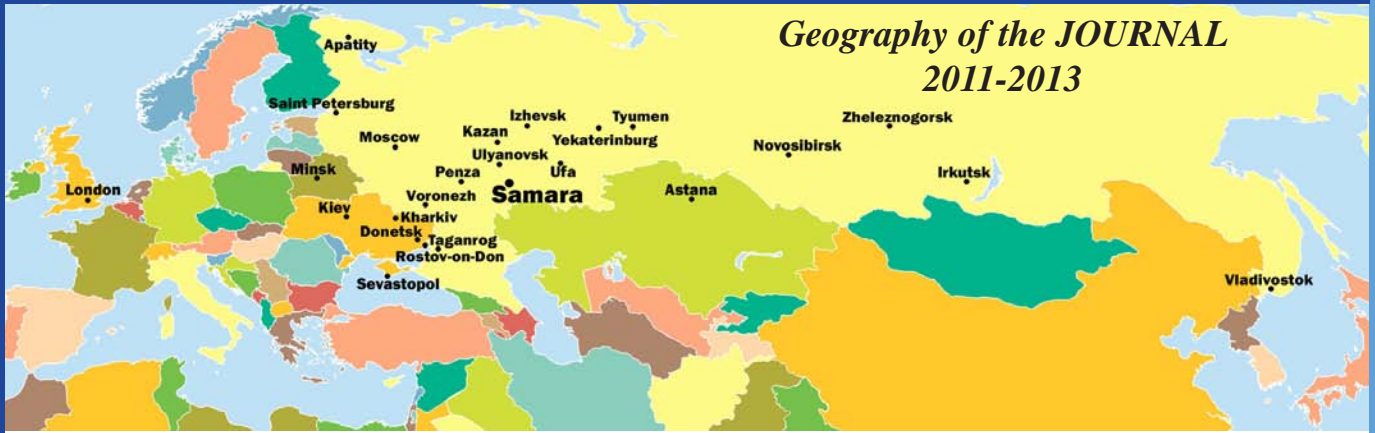 Geography of the JOURNAL
2011-2013
Apatity
Saint Petersburg
Moscow
Kazan
Izhevsk
Tyumen
Yekaterinburg
Zheleznogorsk
Novosibirsk
Ulyanovsk
Ufa
Penza
Samara
Minsk
Voronezh
London
Astana
Irkutsk
Kiev
Kharkiv
Donetsk
Taganrog
Rostov-on-Don
Sevastopol
Vladivostok